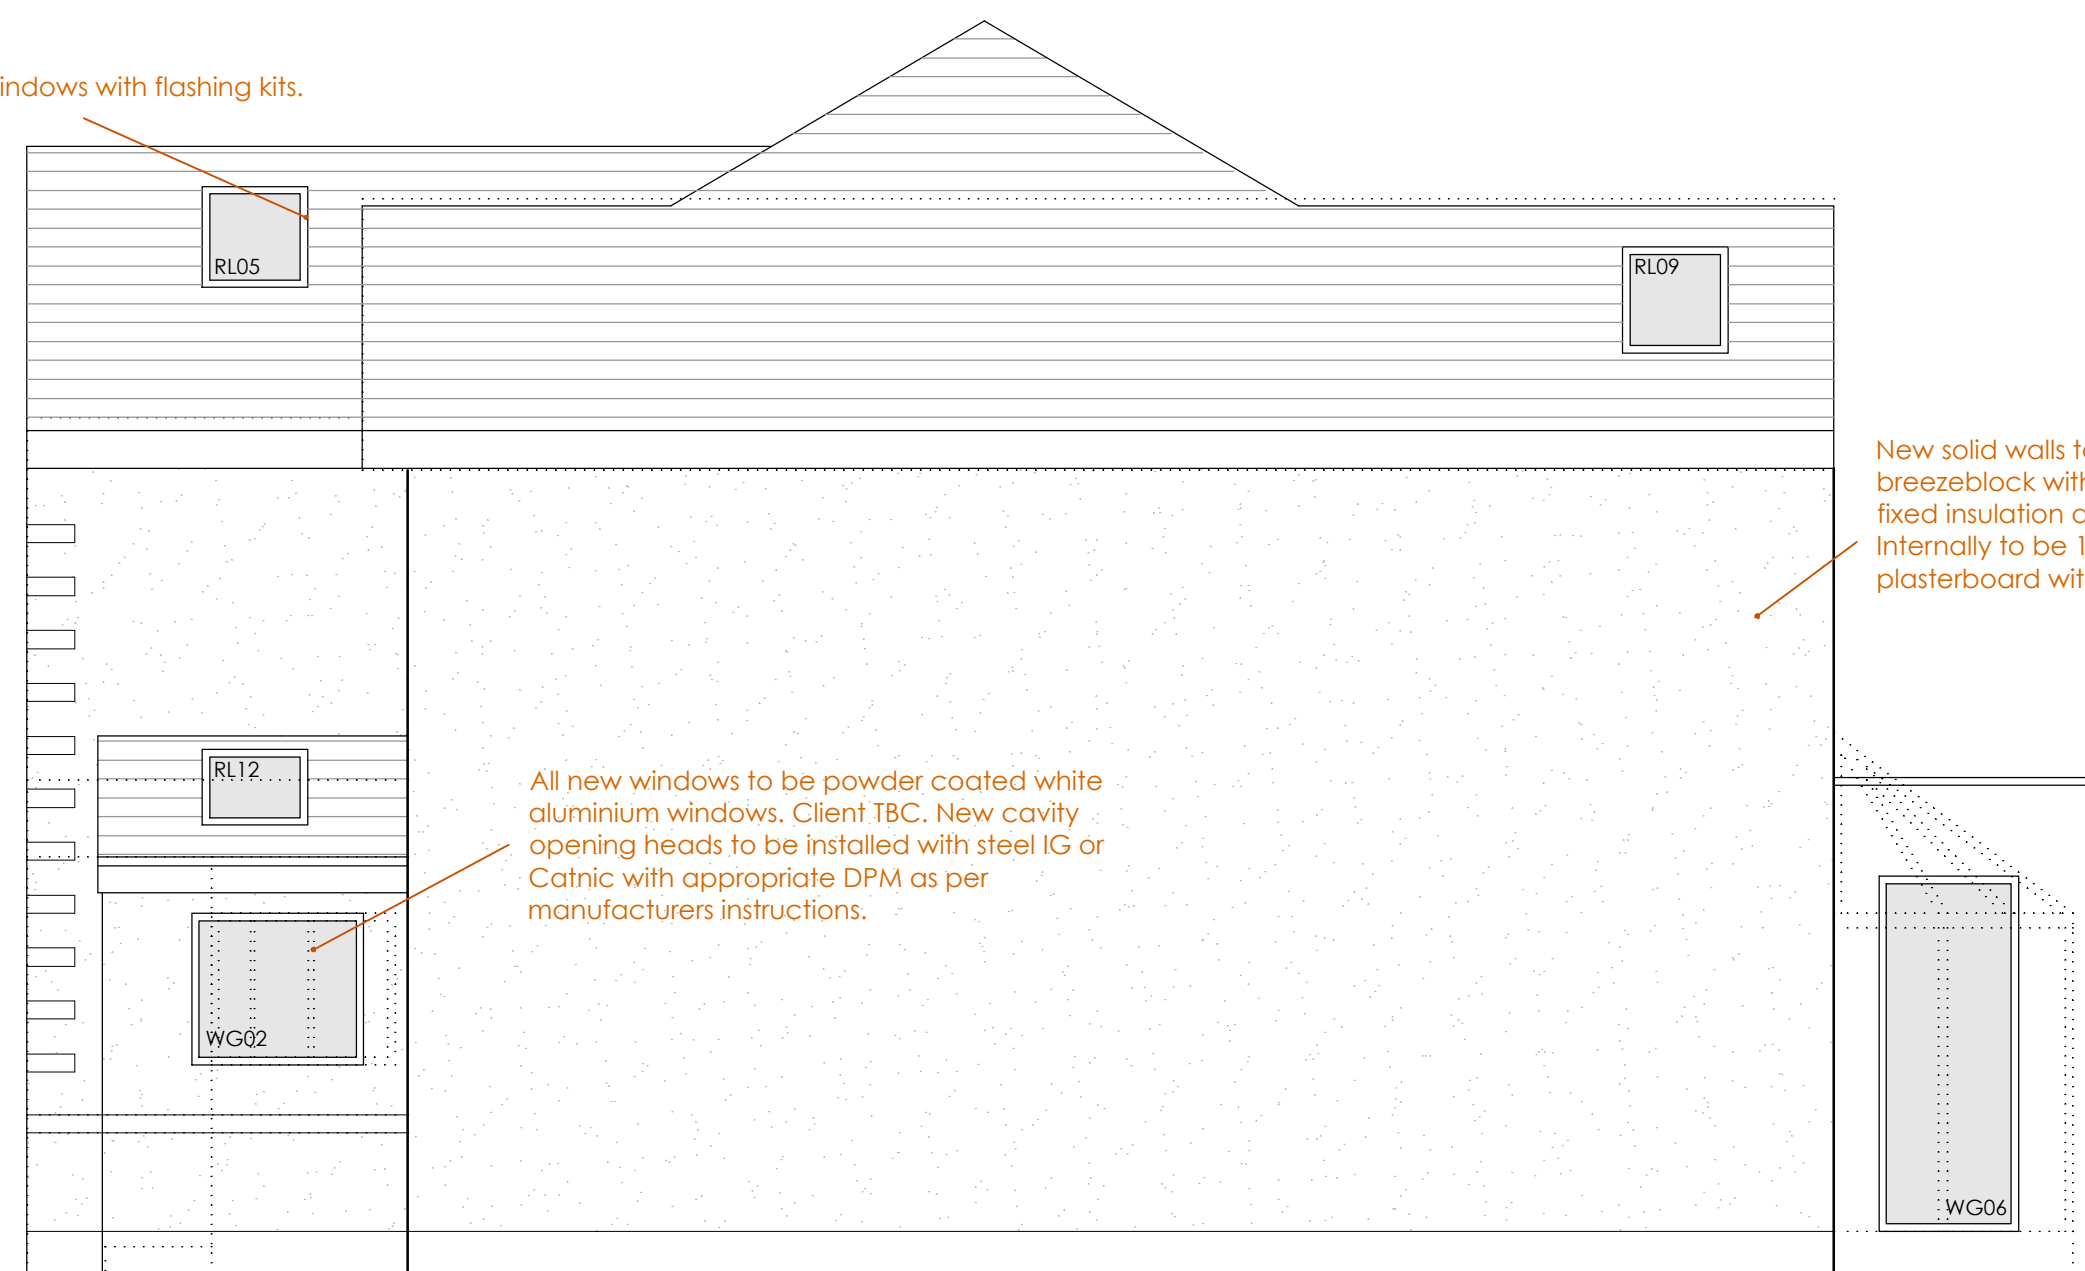 indows with flashing kits.
RL05
RL09
New solid walls t
breezeblock with
fixed insulation
Internally to be 1
plasterboard wit
RL12
All new windows to be powder coated white
aluminium windows. Client TBC. New cavity
opening heads to be installed with steel IG or
Catnic with appropriate DPM as per
manufacturers instructions.
WG02
WG06